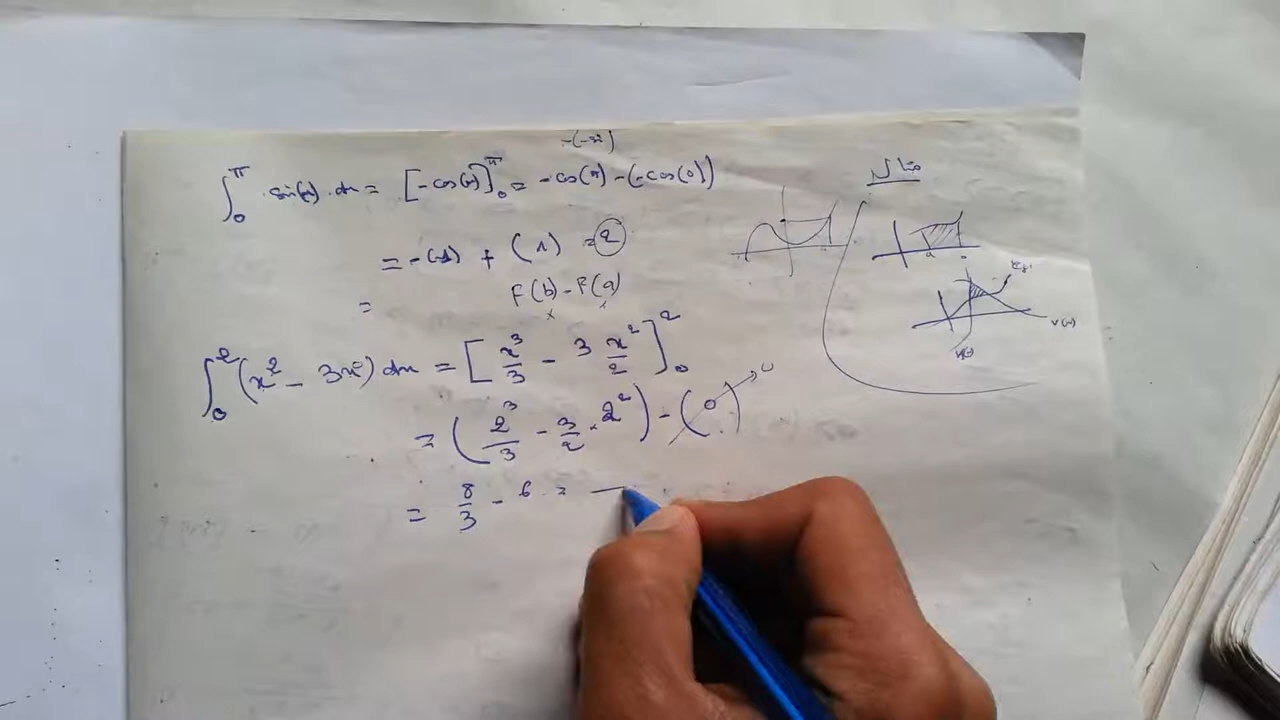 -(-x)
∫₀^π sin(x) dx = [-cos(x)]₀^π = -cos(π) - (-cos(0))
= -(-1) + (1) = 2
F(b) - F(a)
=
∫₀² (x² - 3x) dx = [x³/3 - 3 x²/2]₀²
= (2³/3 - 3/2 · 2²) - (0)
= 8/3 - 6 =